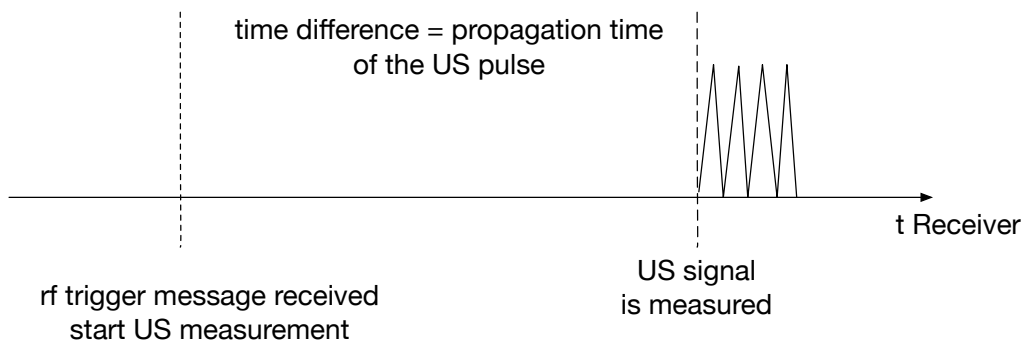 time difference = propagation time
of the US pulse
t Receiver
rf trigger message received
start US measurement
US signal
is measured